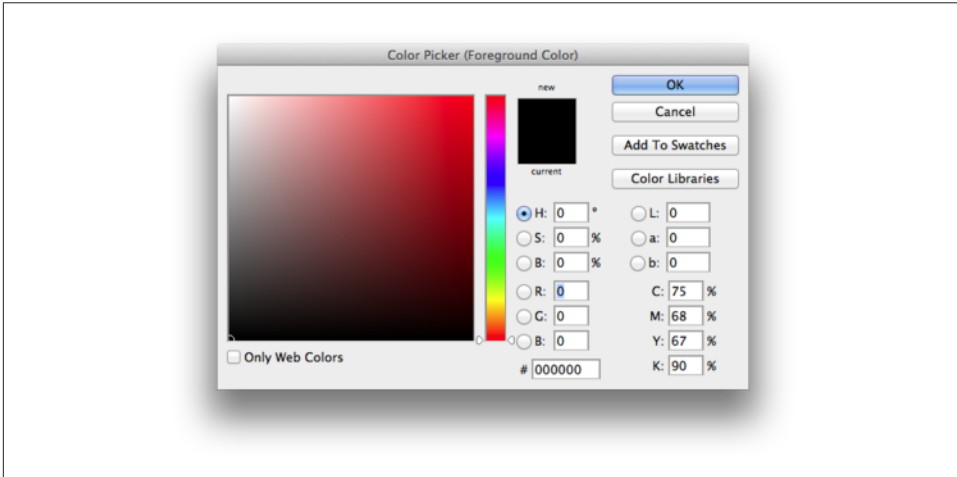 Color Picker (Foreground Color)
new
current
OK
Cancel
Add To Swatches
Color Libraries
H: 0 °
S: 0 %
B: 0 %
R: 0
G: 0
B: 0
# 000000
L: 0
a: 0
b: 0
C: 75 %
M: 68 %
Y: 67 %
K: 90 %
Only Web Colors